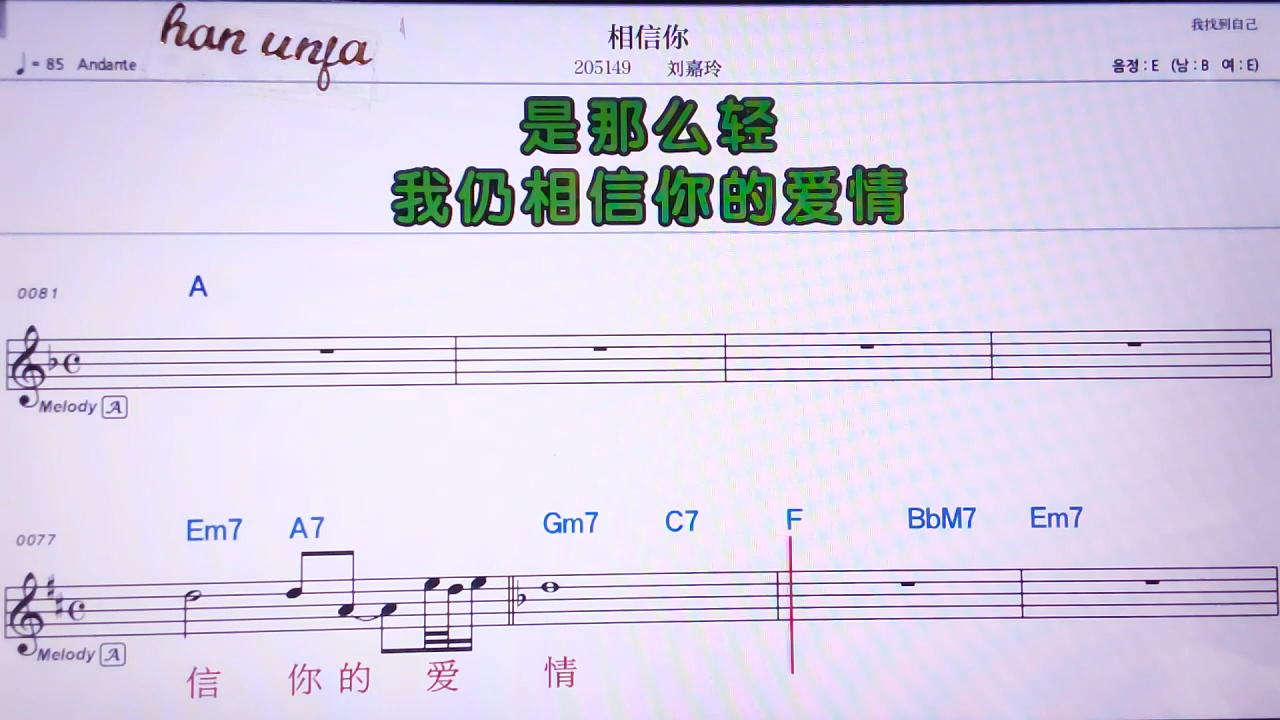 han unfa
相信你
我找到自己
♩= 85 Andante
205149 刘嘉玲
음정:E (남:B 여:E)
是那么轻
我仍相信你的爱情
0081
A
Melody A
Em7 A7 Gm7 C7 F BbM7 Em7
0077
Melody A
信 你 的 爱 情